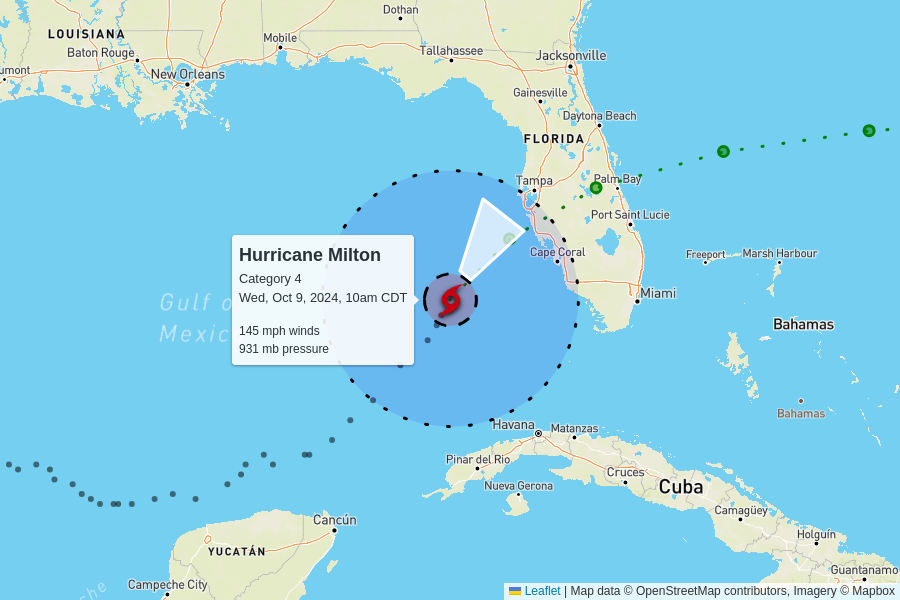 Dothan
LOUISIANA
Mobile
Baton Rouge
Tallahassee
Jacksonville
umont
New Orleans
Gainesville
Daytona Beach
FLORIDA
Tampa
Palm Bay
Port Saint Lucie
Cape Coral
Freeport
Marsh Harbour
Hurricane Milton
Category 4
Wed, Oct 9, 2024, 10am CDT
145 mph winds
931 mb pressure
Gulf o
Mexic
Miami
Bahamas
Bahamas
Havana
Matanzas
Pinar del Río
Cruces
Nueva Gerona
Cuba
Camagüey
Cancún
Holguín
YUCATÁN
Guantanamo
Campeche City
che
Leaflet | Map data © OpenStreetMap contributors, Imagery © Mapbox